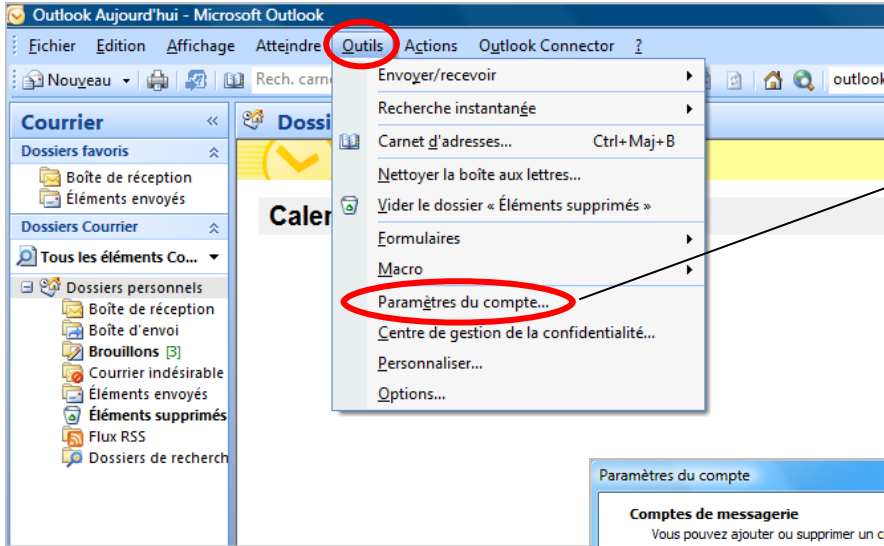 Outlook Aujourd'hui - Microsoft Outlook
Fichier Edition Affichage Atteindre Outils Actions Outlook Connector ?
Nouveau Rech. outlook
Courrier «
Dossiers favoris
Boîte de réception
Éléments envoyés
Dossiers Courrier
Tous les éléments Co...
Dossiers personnels
Boîte de réception
Boîte d'envoi
Brouillons [3]
Courrier indésirable
Éléments envoyés
Éléments supprimés
Flux RSS
Dossiers de recherch
Dossi
Caler
Envoyer/recevoir
Recherche instantanée
Carnet d'adresses... Ctrl+Maj+B
Nettoyer la boîte aux lettres...
Vider le dossier « Éléments supprimés »
Formulaires
Macro
Paramètres du compte...
Centre de gestion de la confidentialité...
Personnaliser...
Options...
Paramètres du compte
Comptes de messagerie
Vous pouvez ajouter ou supprimer un c